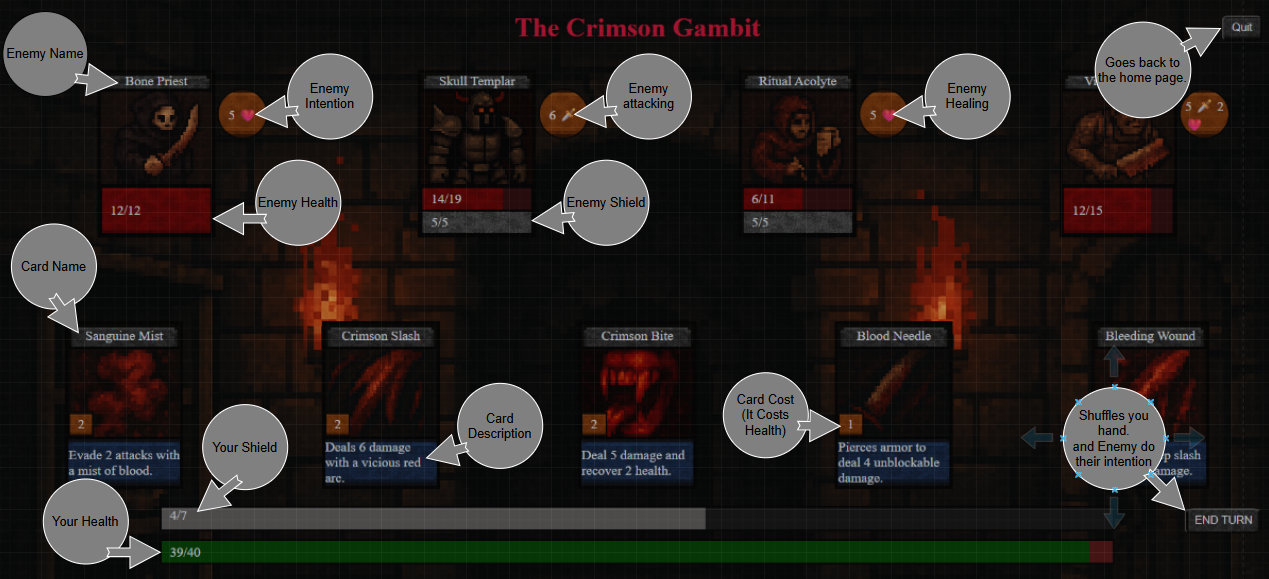 The Crimson Gambit
Quit
Enemy Name
Goes back to
the home page.
Bone Priest
Skull Templar
Ritual Acolyte
Enemy
Intention
Enemy
attacking
Enemy
Healing
5
6
5
5 2
12/12
Enemy Health
14/19
5/5
Enemy Shield
6/11
5/5
12/15
Card Name
Sanguine Mist
Crimson Slash
Crimson Bite
Blood Needle
Bleeding Wound
2
2
2
1
Card Cost
(It Costs
Health)
Card
Description
Shuffles you
hand.
and Enemy do
their intention
Evade 2 attacks with
a mist of blood.
Deals 6 damage
with a vicious red
arc.
Deal 5 damage and
recover 2 health.
Pierces armor to
deal 4 unblockable
damage.
slash
Your Shield
4/7
END TURN
Your Health
39/40